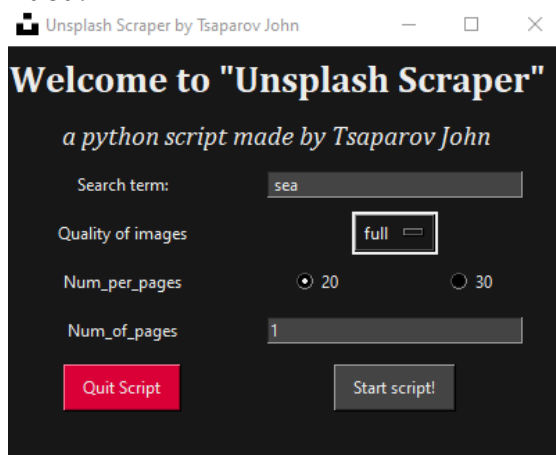 Unsplash Scraper by Tsaparov John
Welcome to "Unsplash Scraper"
a python script made by Tsaparov John
Search term: sea
Quality of images full
Num_per_pages 20 30
Num_of_pages 1
Quit Script Start script!